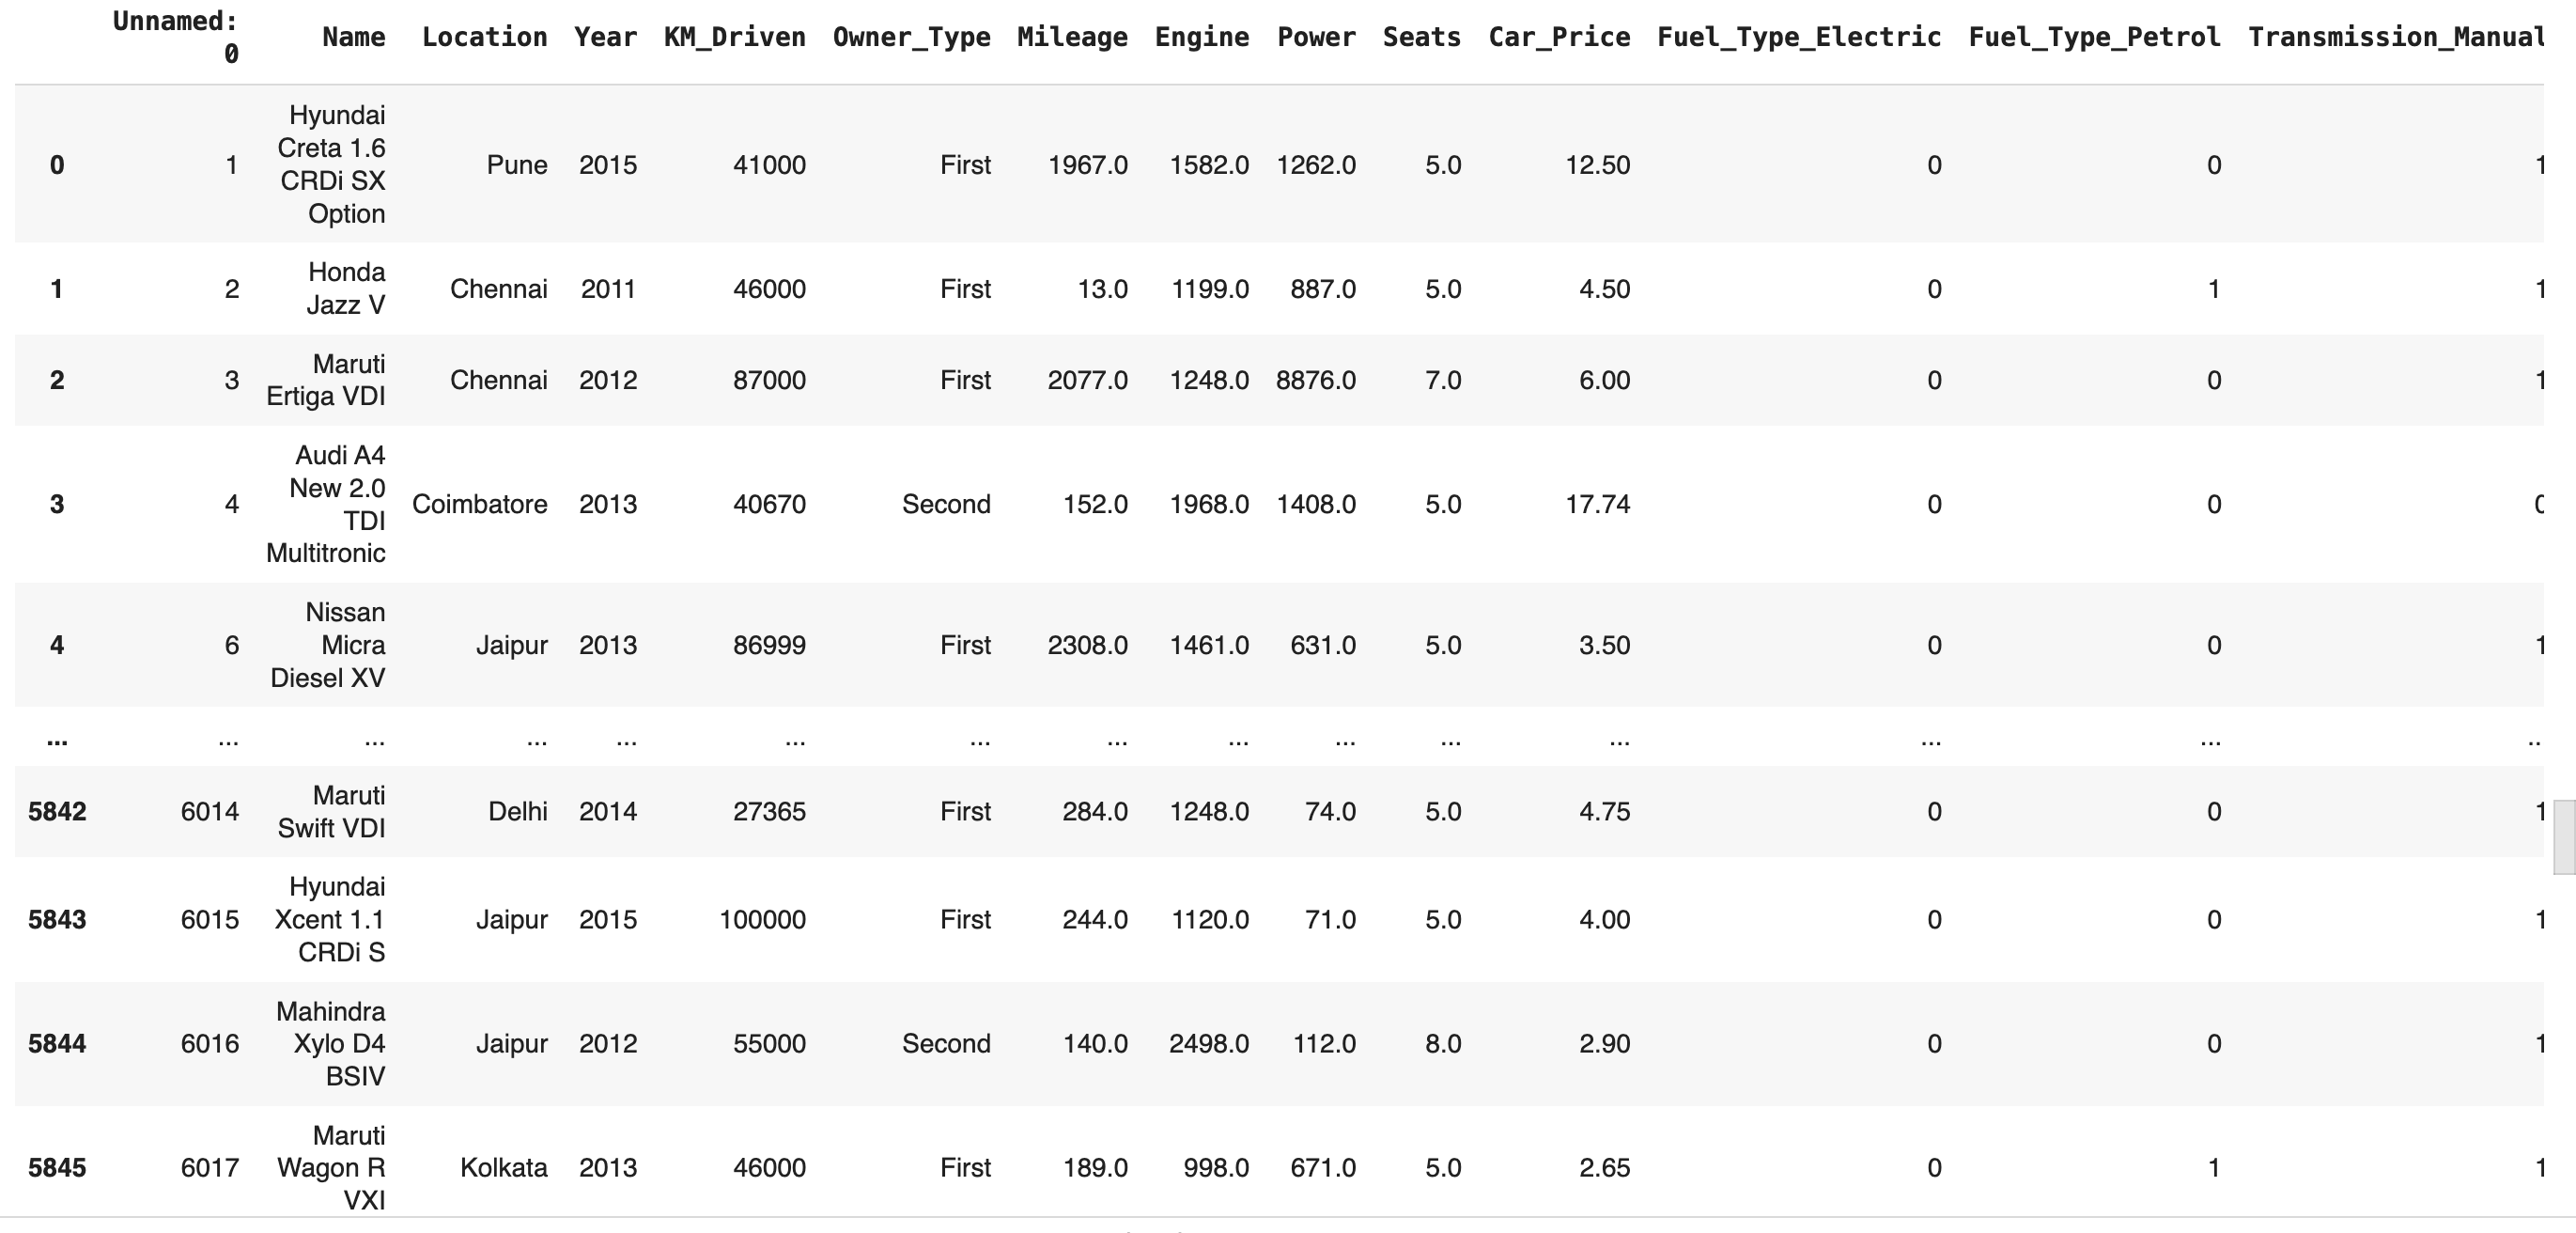 Unnamed: 0 Name Location Year KM_Driven Owner_Type Mileage Engine Power Seats Car_Price Fuel_Type_Electric Fuel_Type_Petrol Transmission_Manual
0 1 Hyundai Creta 1.6 CRDi SX Option Pune 2015 41000 First 1967.0 1582.0 1262.0 5.0 12.50 0 0 1
1 2 Honda Jazz V Chennai 2011 46000 First 13.0 1199.0 887.0 5.0 4.50 0 1 1
2 3 Maruti Ertiga VDI Chennai 2012 87000 First 2077.0 1248.0 8876.0 7.0 6.00 0 0 1
3 4 Audi A4 New 2.0 TDI Multitronic Coimbatore 2013 40670 Second 152.0 1968.0 1408.0 5.0 17.74 0 0 0
4 6 Nissan Micra Diesel XV Jaipur 2013 86999 First 2308.0 1461.0 631.0 5.0 3.50 0 0 1
... ... ... ... ... ... ... ... ... ... ... ... ... ... ..
5842 6014 Maruti Swift VDI Delhi 2014 27365 First 284.0 1248.0 74.0 5.0 4.75 0 0 1
5843 6015 Hyundai Xcent 1.1 CRDi S Jaipur 2015 100000 First 244.0 1120.0 71.0 5.0 4.00 0 0 1
5844 6016 Mahindra Xylo D4 BSIV Jaipur 2012 55000 Second 140.0 2498.0 112.0 8.0 2.90 0 0 1
5845 6017 Maruti Wagon R VXI Kolkata 2013 46000 First 189.0 998.0 671.0 5.0 2.65 0 1 1